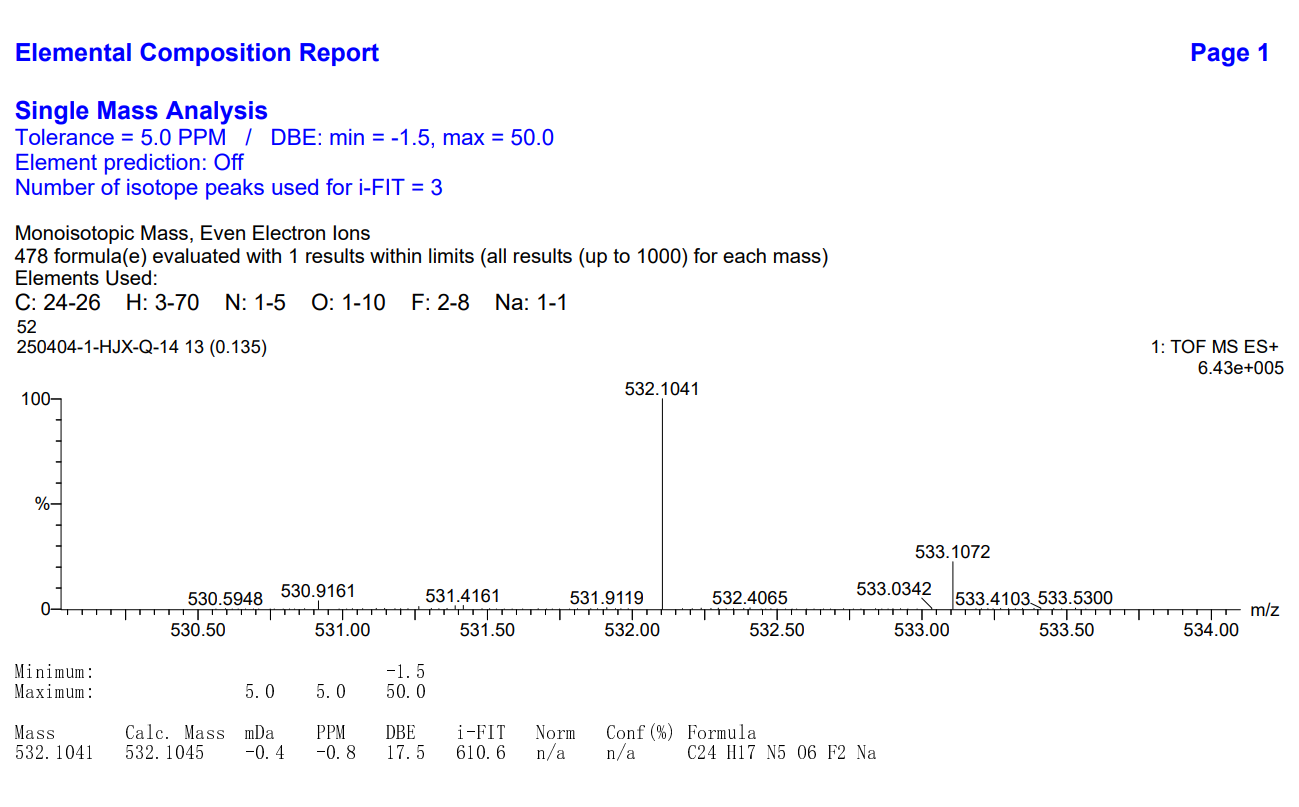 Elemental Composition Report Page 1
Single Mass Analysis
Tolerance = 5.0 PPM / DBE: min = -1.5, max = 50.0
Element prediction: Off
Number of isotope peaks used for i-FIT = 3
Monoisotopic Mass, Even Electron Ions
478 formula(e) evaluated with 1 results within limits (all results (up to 1000) for each mass)
Elements Used:
C: 24-26 H: 3-70 N: 1-5 O: 1-10 F: 2-8 Na: 1-1
52
250404-1-HJX-Q-14 13 (0.135) 1: TOF MS ES+
6.43e+005
532.1041
100
%
533.1072
530.5948 530.9161 531.4161 531.9119 532.4065 533.0342 533.4103 533.5300
0
m/z
530.50 531.00 531.50 532.00 532.50 533.00 533.50 534.00
Minimum: -1.5
Maximum: 5.0 5.0 50.0
Mass Calc. Mass mDa PPM DBE i-FIT Norm Conf(%) Formula
532.1041 532.1045 -0.4 -0.8 17.5 610.6 n/a n/a C24 H17 N5 O6 F2 Na